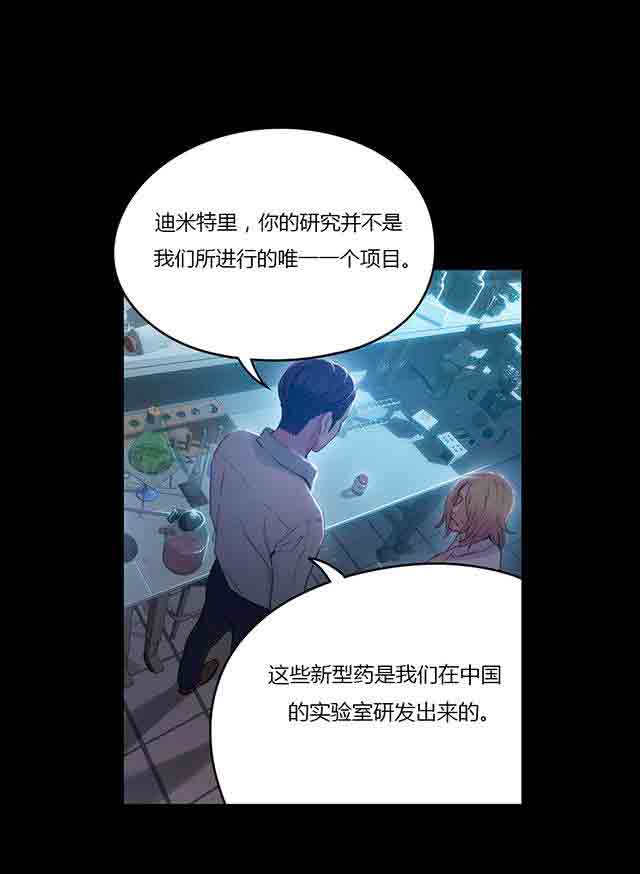 迪米特里，你的研究并不是
我们所进行的唯一一个项目。
这些新型药是我们在中国
的实验室研发出来的。